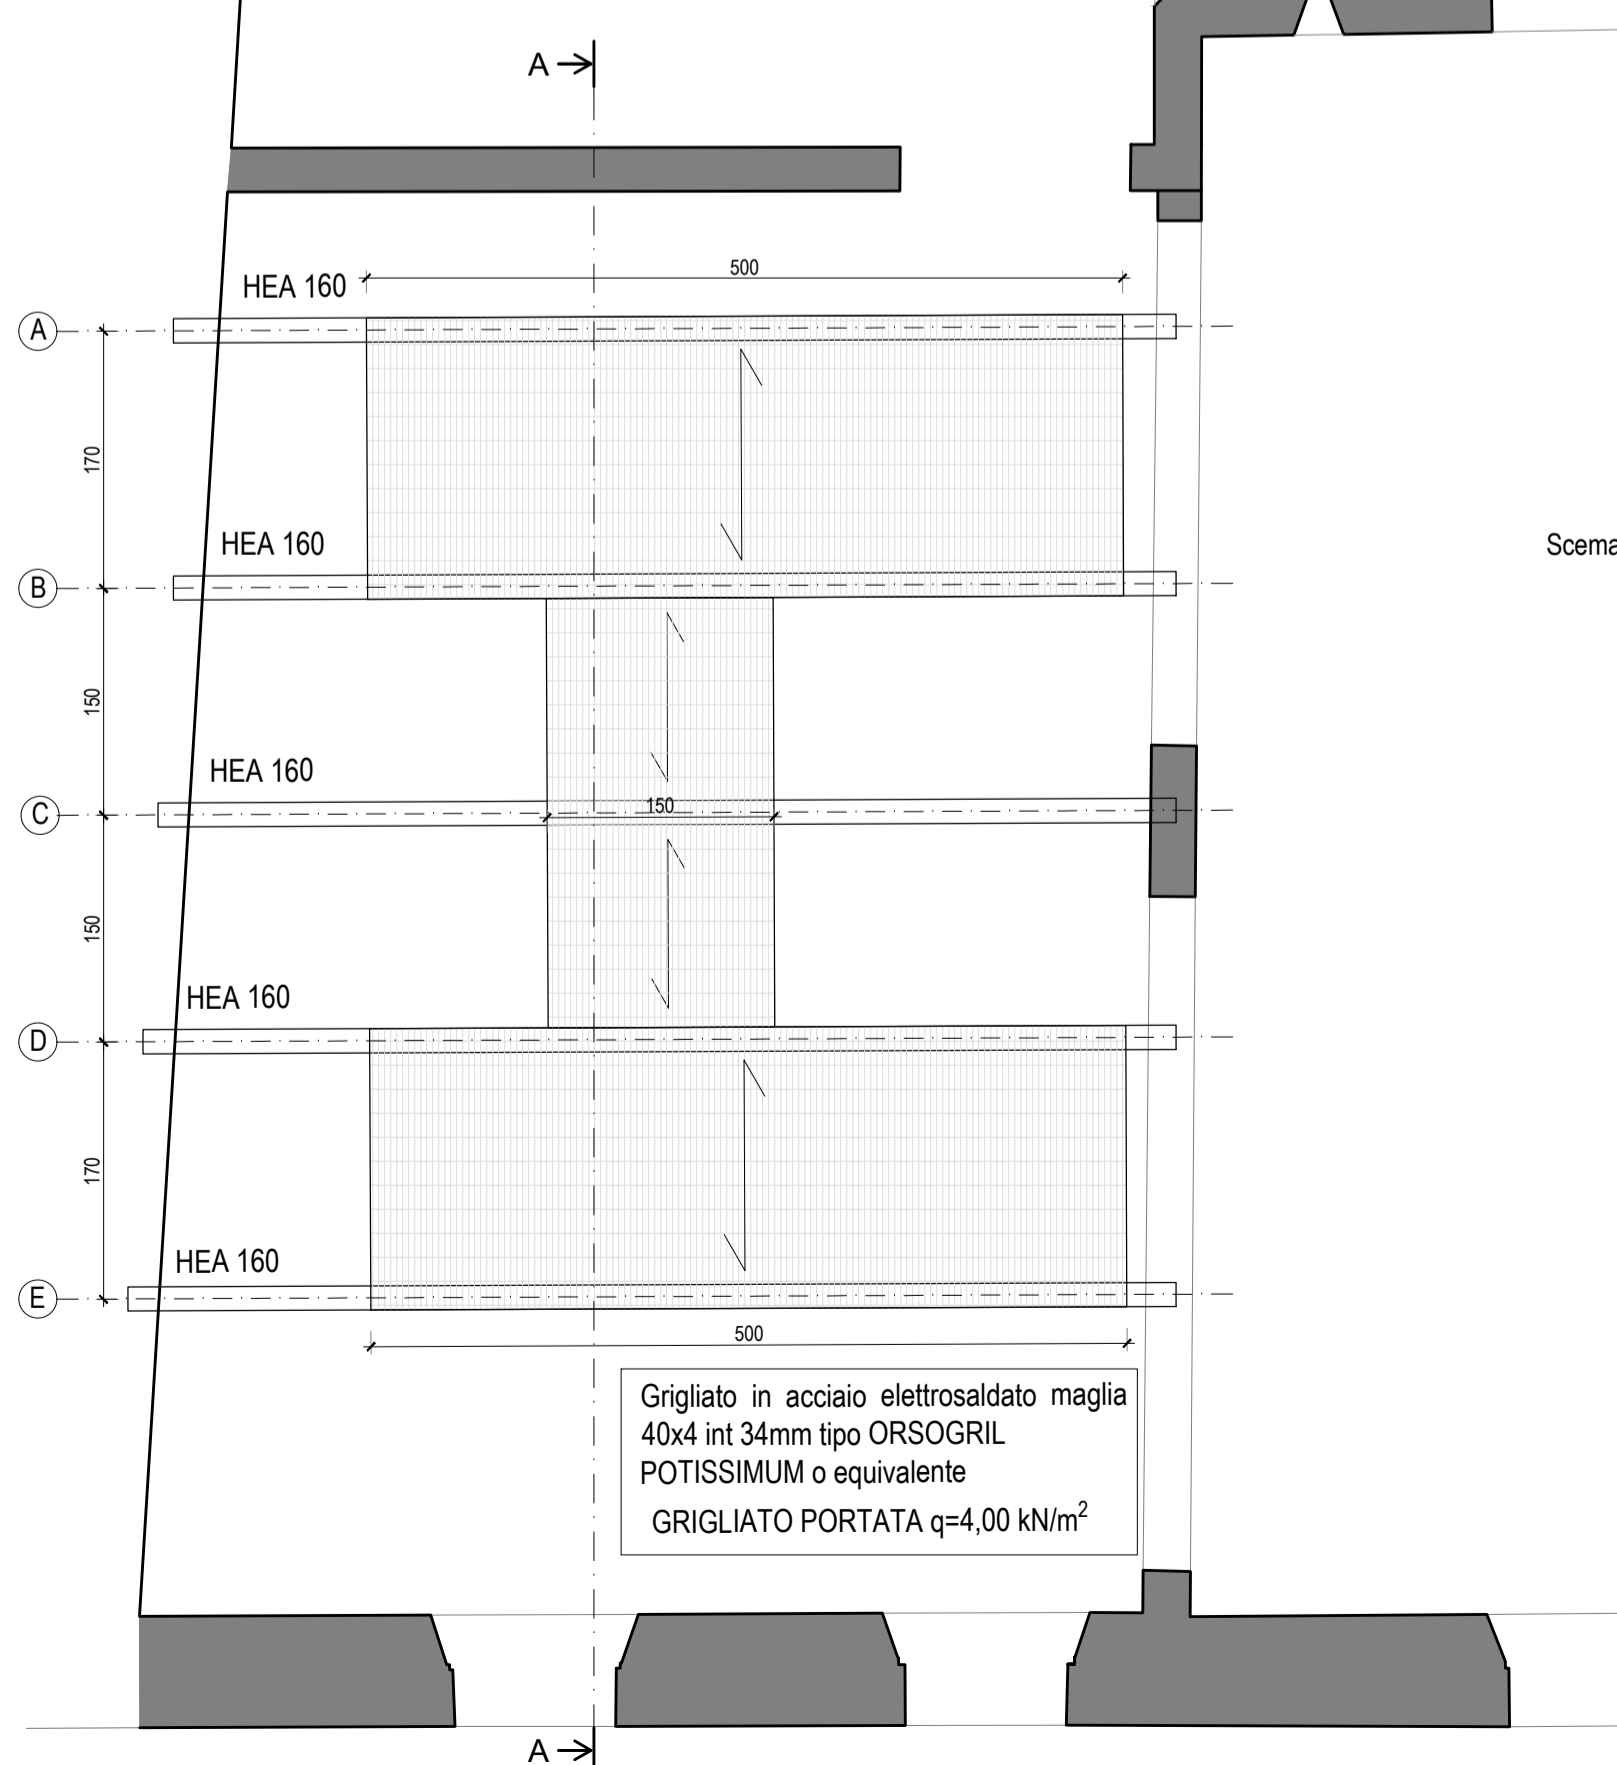 A
500
HEA 160
A
170
HEA 160
Scema
B
150
HEA 160
150
C
150
HEA 160
D
170
HEA 160
E
500
Grigliato in acciaio elettrosaldato maglia
40x4 int 34mm tipo ORSOGRIL
POTISSIMUM o equivalente
GRIGLIATO PORTATA q=4,00 kN/m²
A